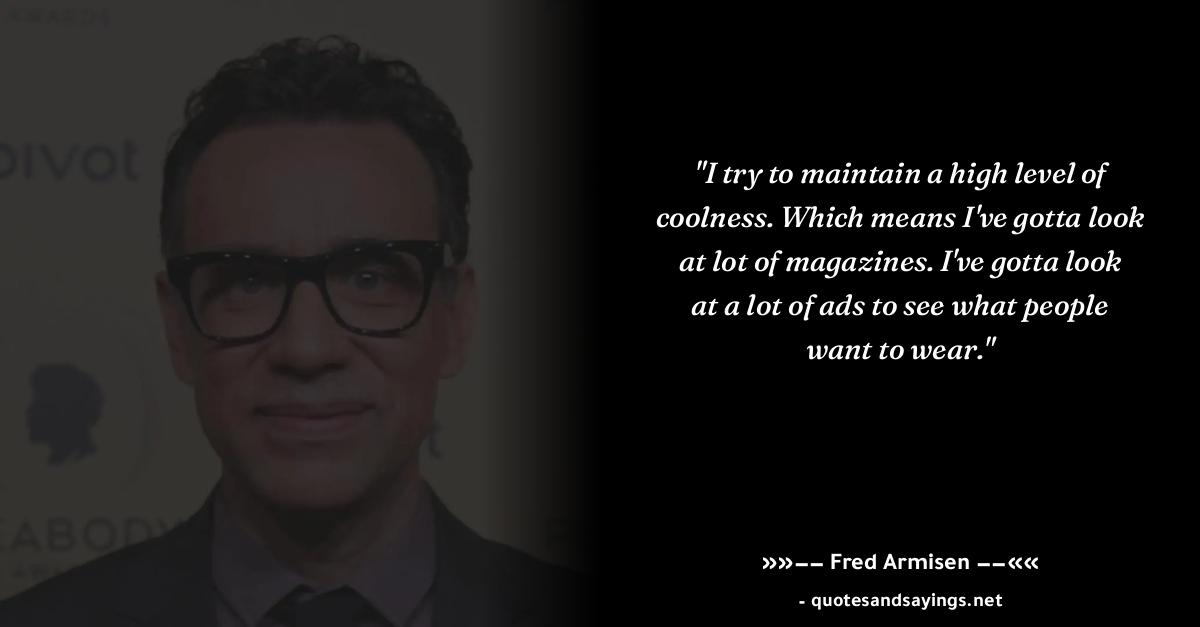 AWARDS
pivot
EABODY
"I try to maintain a high level of
coolness. Which means I've gotta look
at lot of magazines. I've gotta look
at a lot of ads to see what people
want to wear."
»»−− Fred Armisen −−««
- quotesandsayings.net